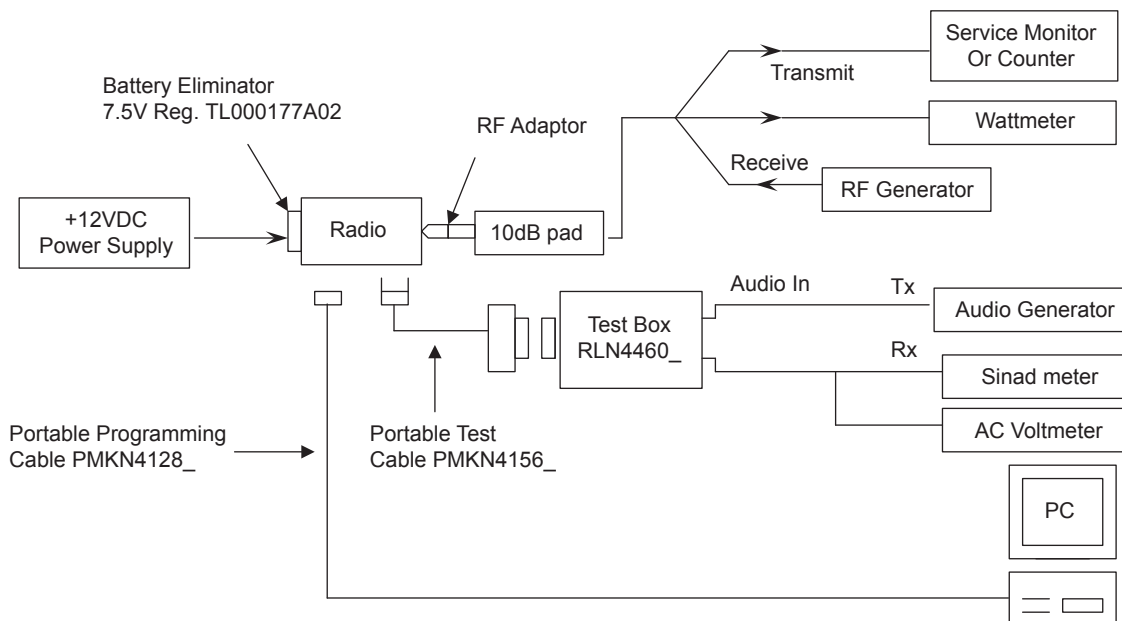 Service Monitor
Or Counter
Transmit
Battery Eliminator
7.5V Reg. TL000177A02
RF Adaptor
Wattmeter
Receive
RF Generator
+12VDC
Power Supply
Radio
10dB pad
Audio In
Tx
Audio Generator
Test Box
RLN4460_
Rx
Sinad meter
AC Voltmeter
Portable Programming
Cable PMKN4128_
Portable Test
Cable PMKN4156_
PC